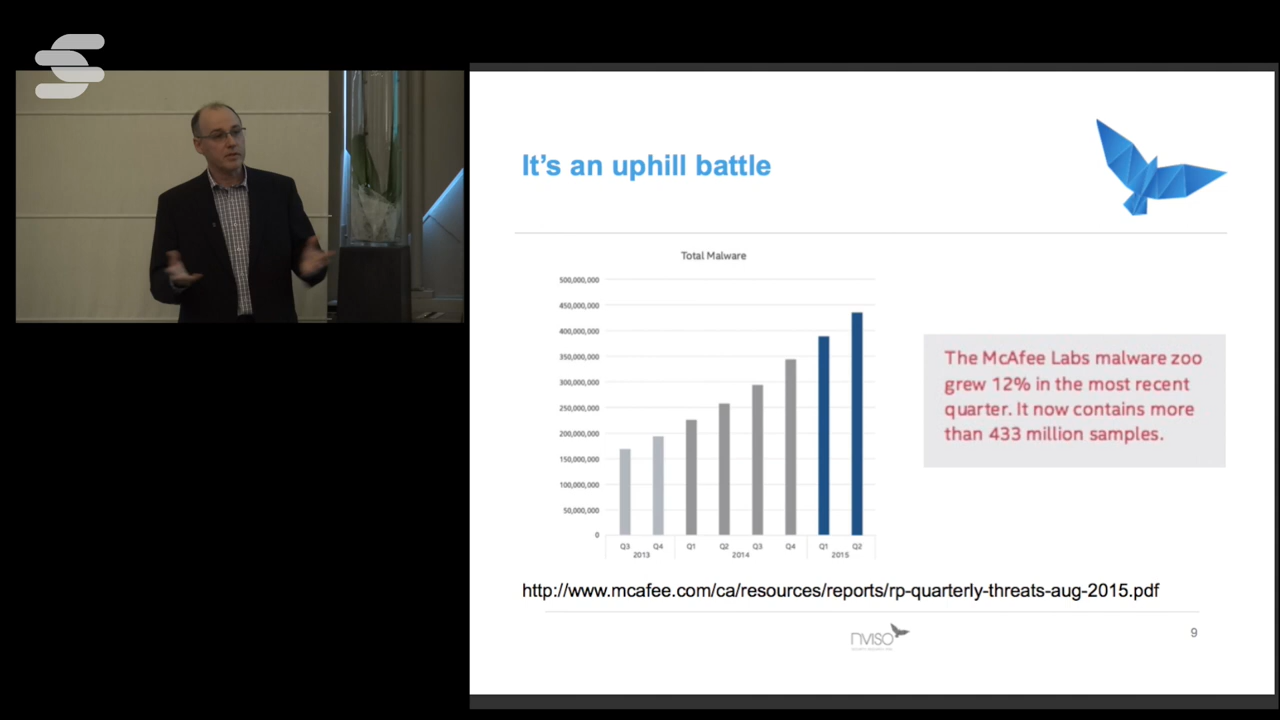 It's an uphill battle
Total Malware
500,000,000
450,000,000
400,000,000
350,000,000
300,000,000
250,000,000
200,000,000
150,000,000
100,000,000
50,000,000
0
Q3 Q4 Q1 Q2 Q3 Q4 Q1 Q2
2013 2014 2015
The McAfee Labs malware zoo
grew 12% in the most recent
quarter. It now contains more
than 433 million samples.
http://www.mcafee.com/ca/resources/reports/rp-quarterly-threats-aug-2015.pdf
NVISO
9